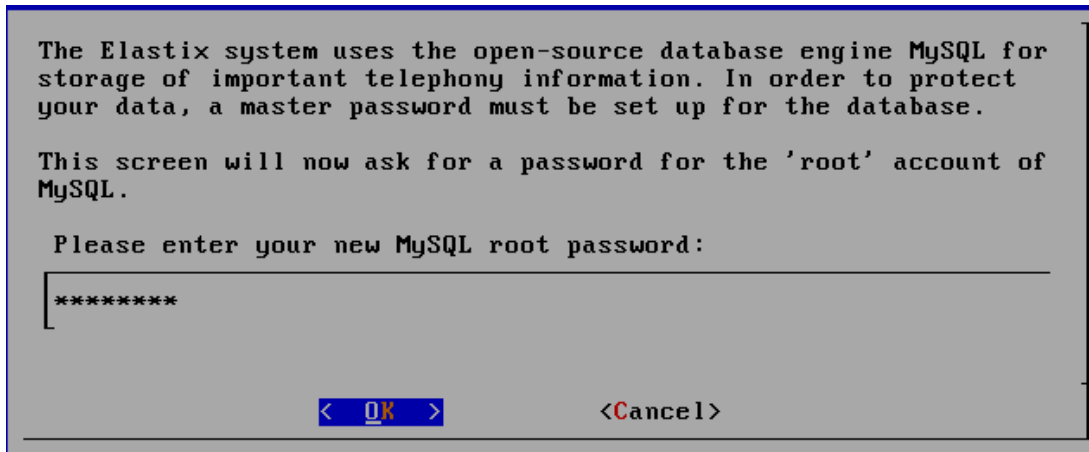 The Elastix system uses the open-source database engine MySQL for
storage of important telephony information. In order to protect
your data, a master password must be set up for the database.
This screen will now ask for a password for the 'root' account of
MySQL.
Please enter your new MySQL root password:
********
< OK > <Cancel>